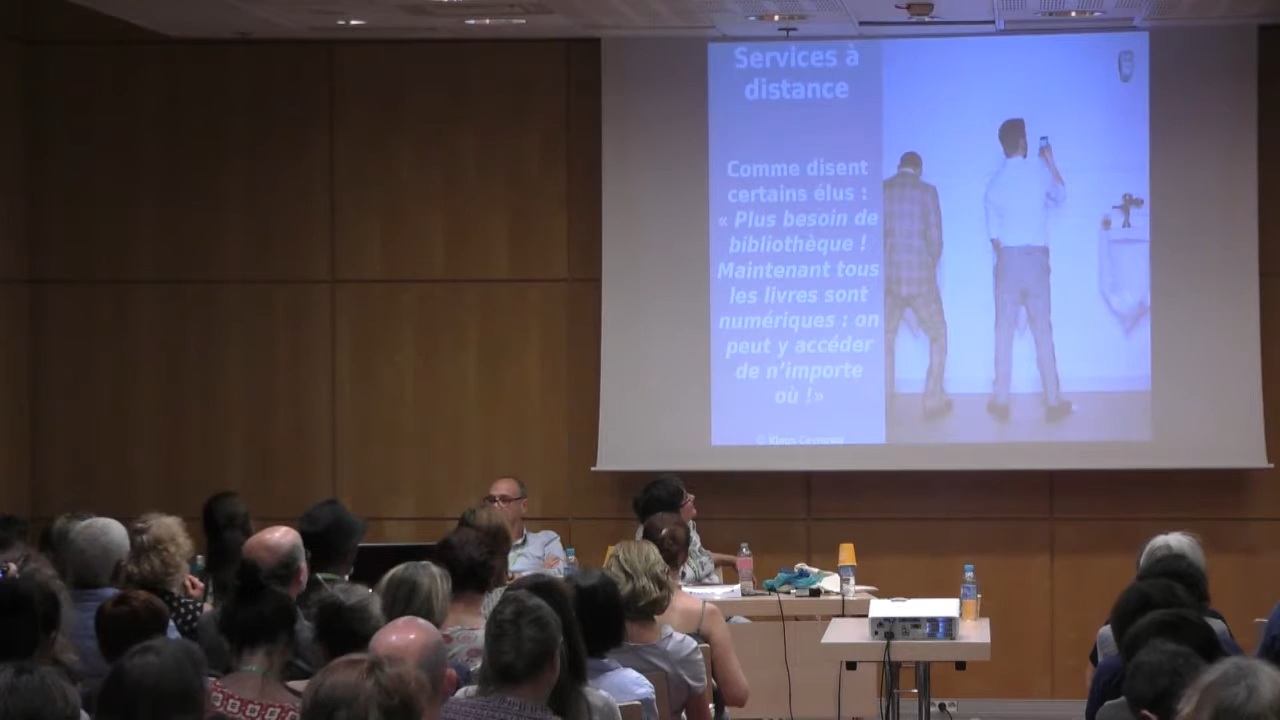 Services à
distance
Comme disent
certains élus :
« Plus besoin de
bibliothèque !
Maintenant tous
les livres sont
numériques : on
peut y accéder
de n’importe
où !»
© Klaus